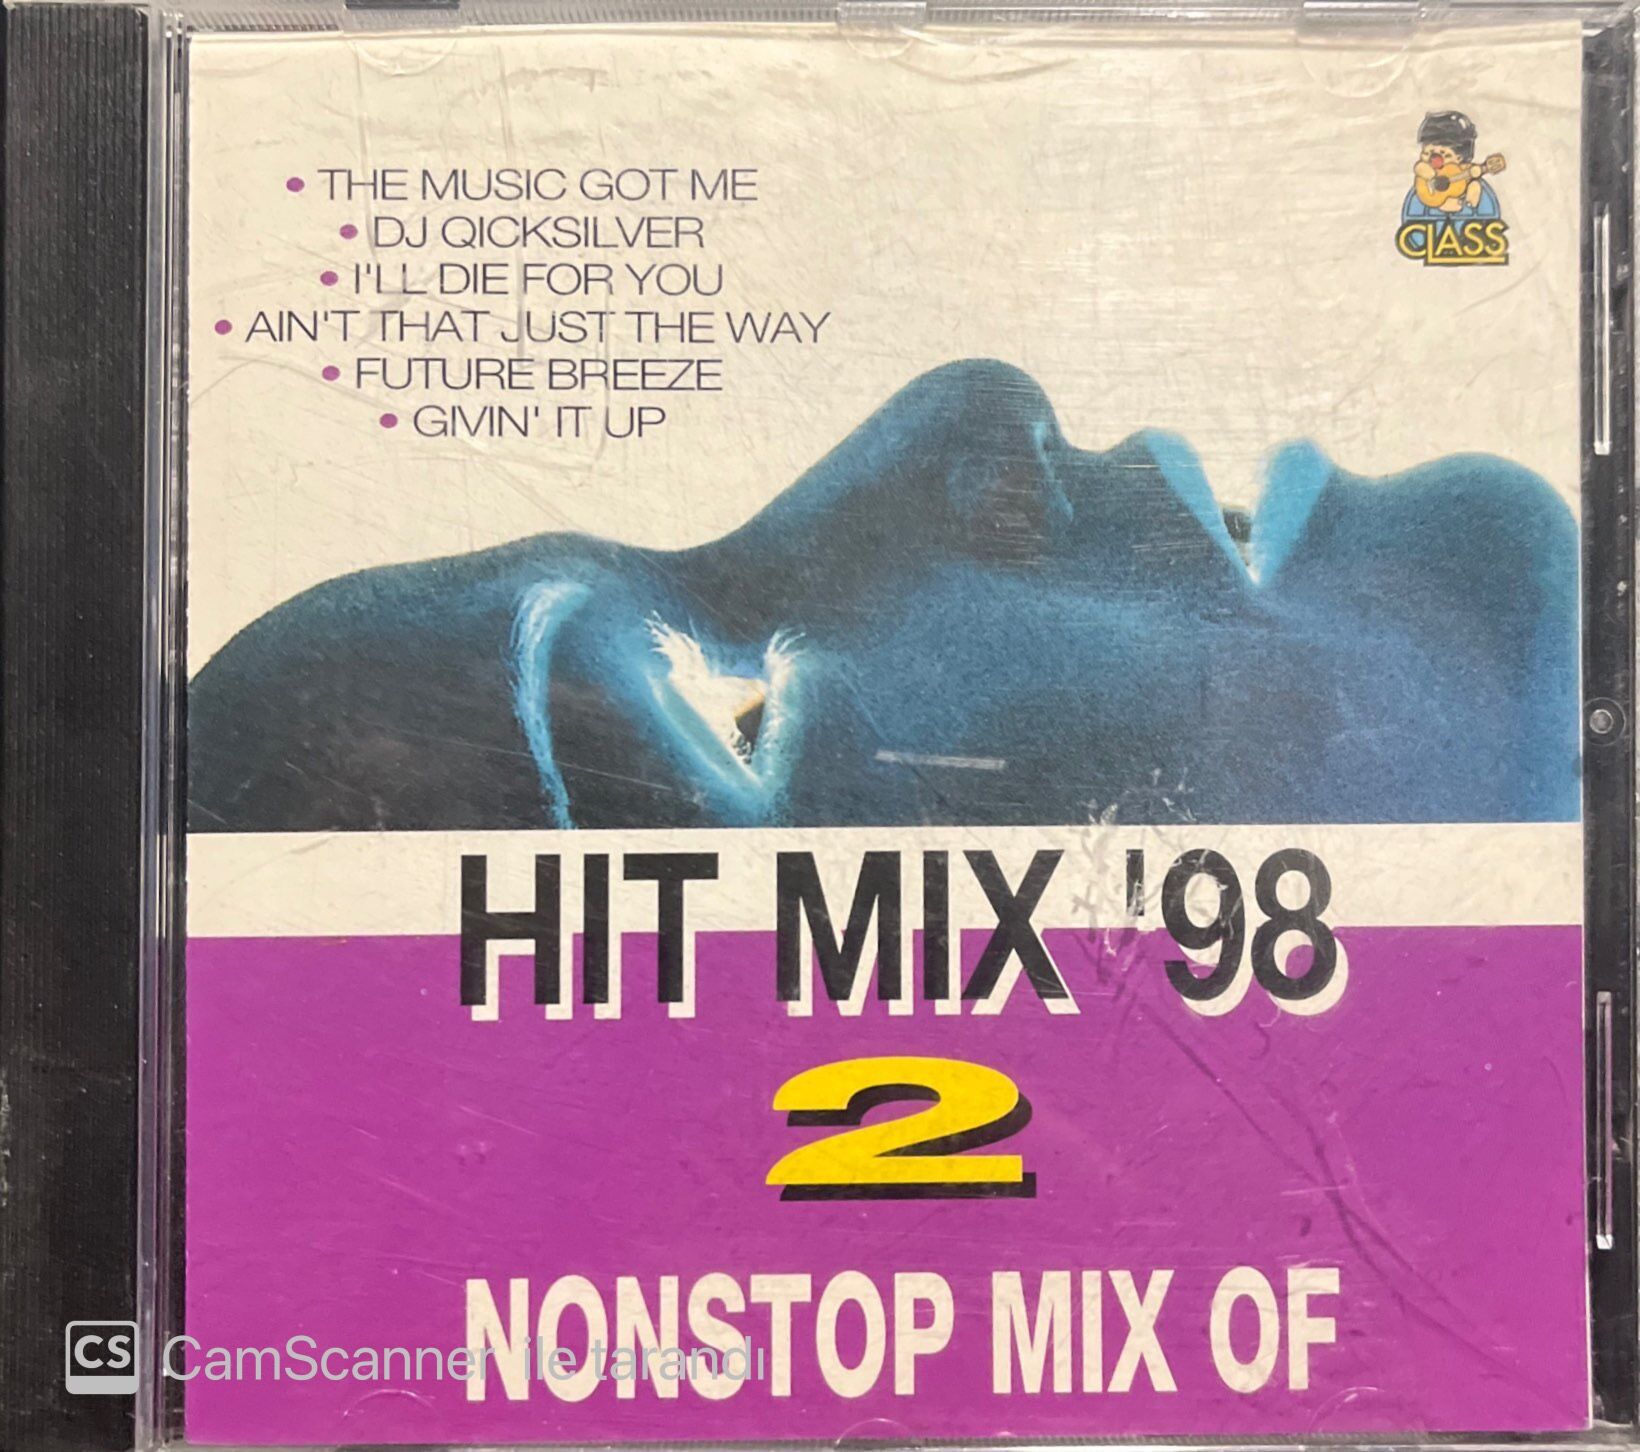 • THE MUSIC GOT ME
• DJ QICKSILVER
• I'LL DIE FOR YOU
• AIN'T THAT JUST THE WAY
• FUTURE BREEZE
• GIVIN' IT UP
CLASS
HIT MIX '98
2
NONSTOP MIX OF
CS CamScanner ile tarandı